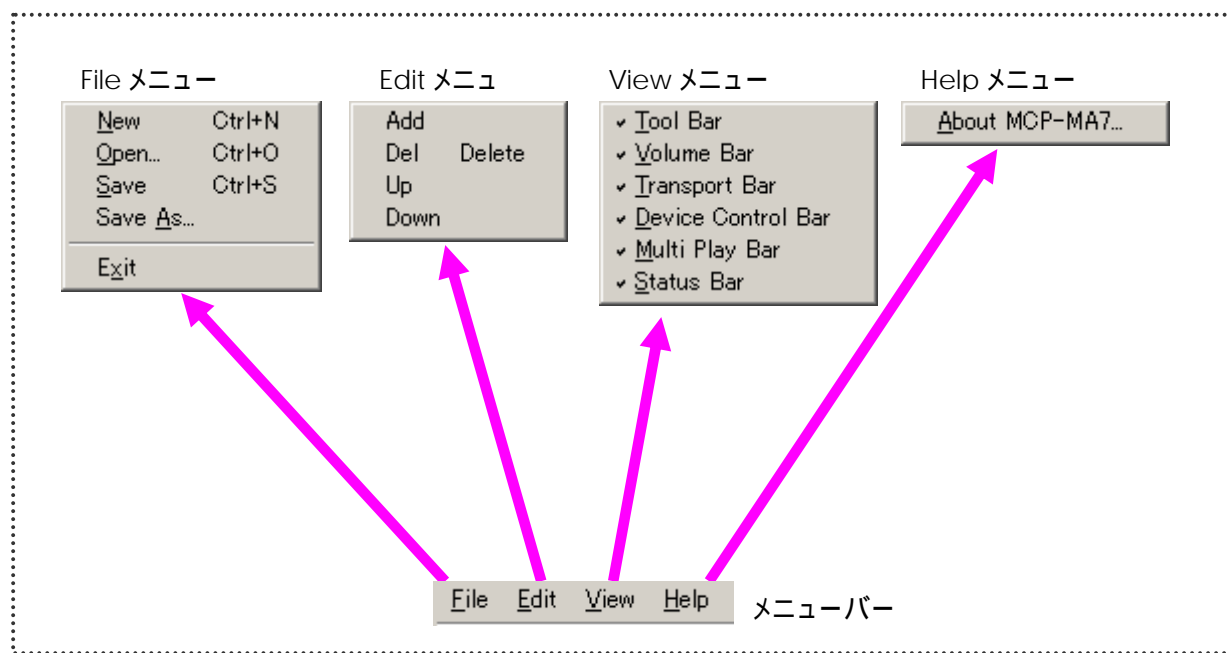 File メニュー
New Ctrl+N
Open... Ctrl+O
Save Ctrl+S
Save As...
Exit
Edit メニュ
Add
Del Delete
Up
Down
View メニュー
✓ Tool Bar
✓ Volume Bar
✓ Transport Bar
✓ Device Control Bar
✓ Multi Play Bar
✓ Status Bar
Help メニュー
About MCP-MA7...
File Edit View Help メニューバー